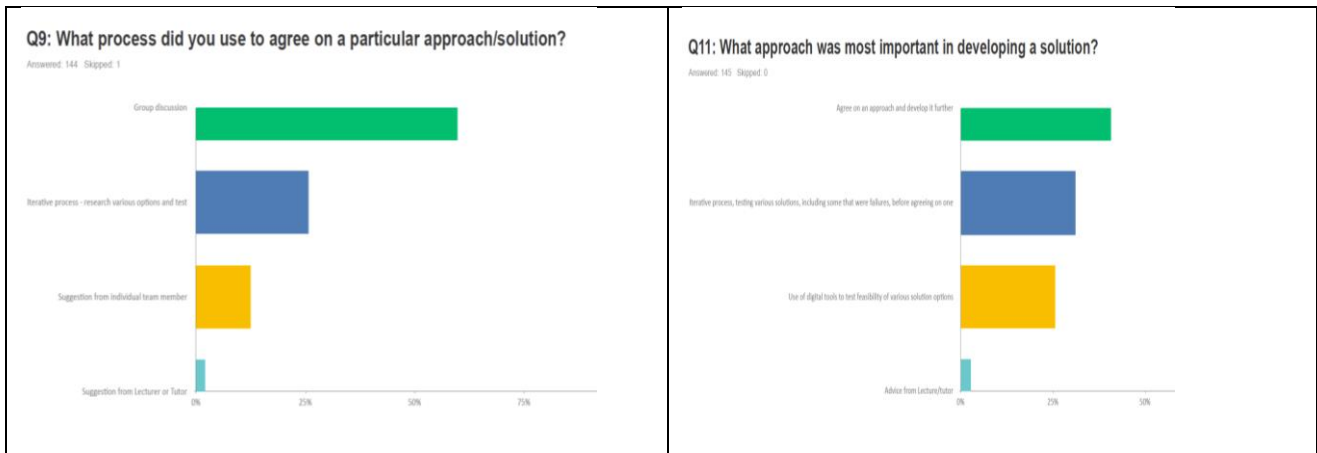 Q9: What process did you use to agree on a particular approach/solution?
Answered: 144 Skipped: 1
Group discussion
Iterative process - research various options and test
Suggestion from individual team member
Suggestion from Lecturer or Tutor
0% 25% 50% 75%
Q11: What approach was most important in developing a solution?
Answered: 145 Skipped: 0
Agree on an approach and develop it further
Iterative process, testing various solutions, including some that were failures, before agreeing on one
Use of digital tools to test feasibility of various solution options
Advice from Lecture/tutor
0% 25% 50%